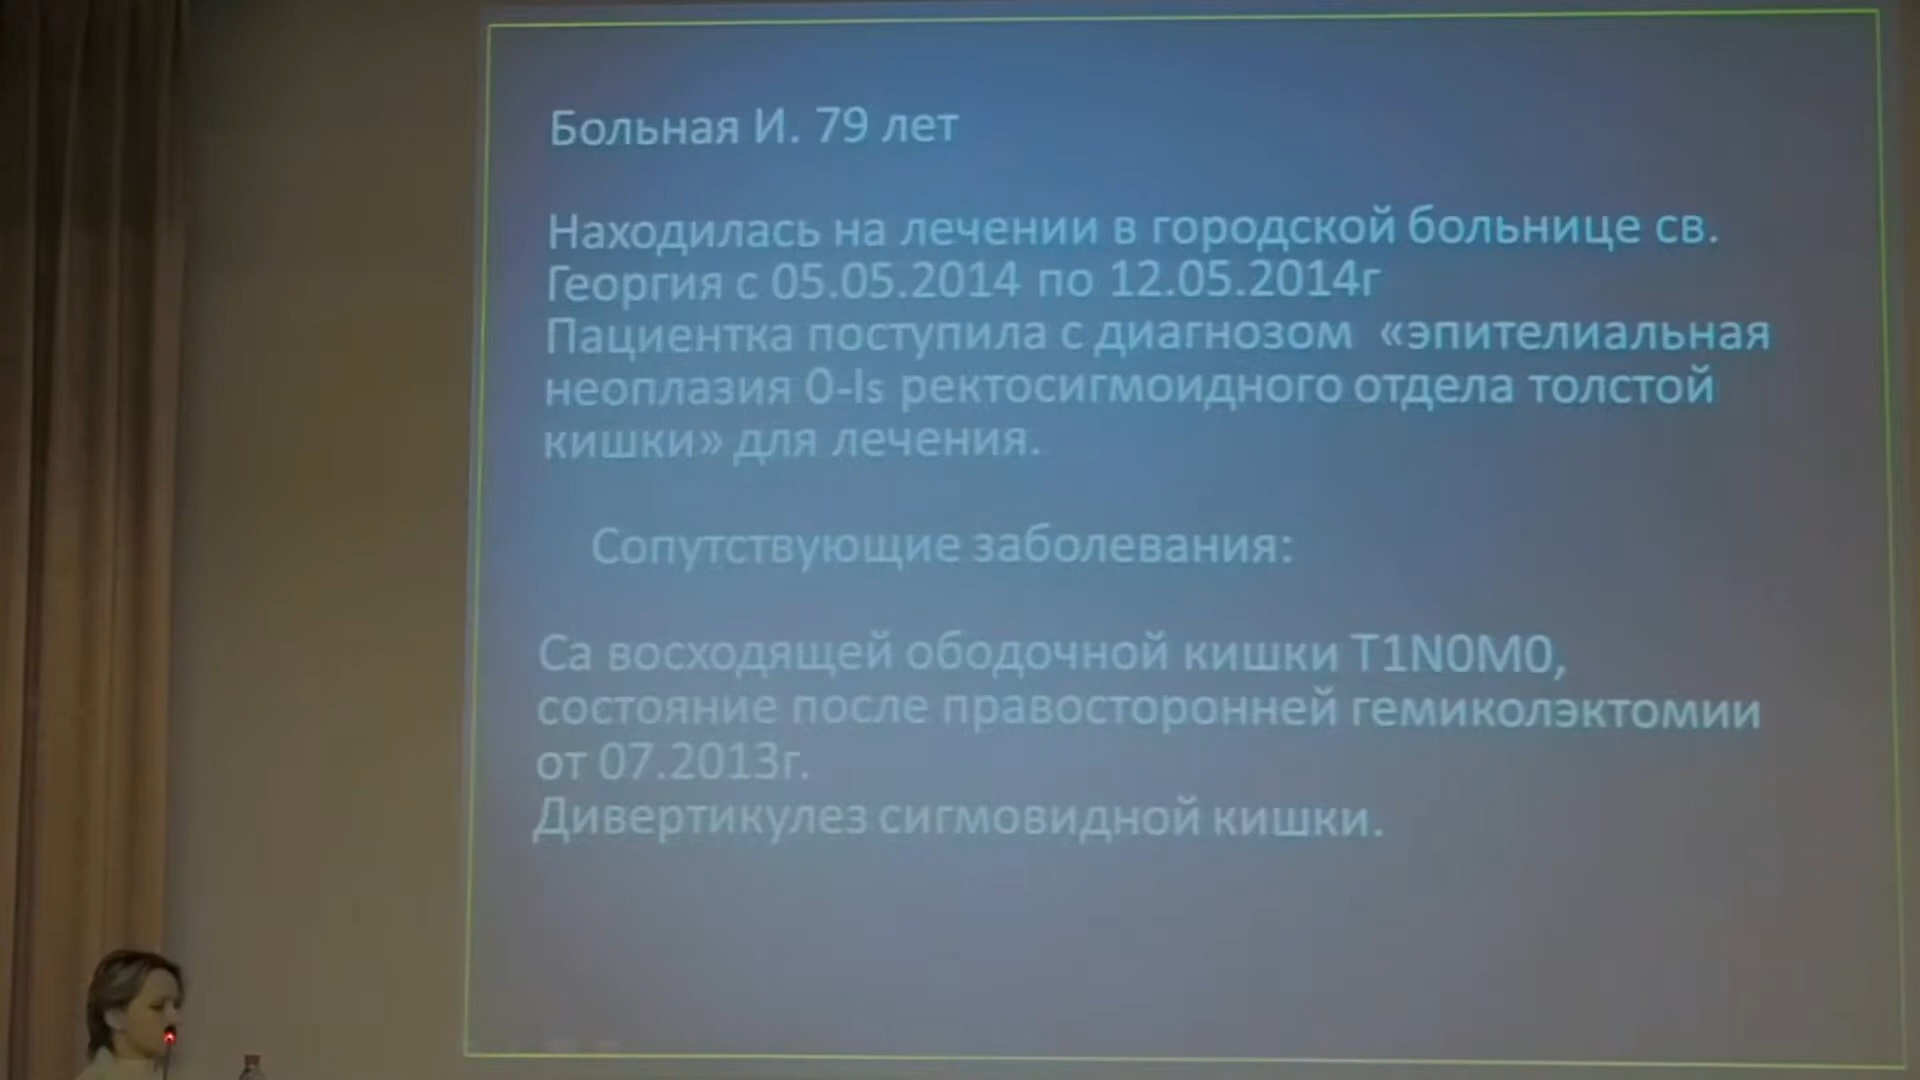 Больная И. 79 лет
Находилась на лечении в городской больнице св.
Георгия с 05.05.2014 по 12.05.2014г
Пациентка поступила с диагнозом «эпителиальная
неоплазия 0-Is ректосигмоидного отдела толстой
кишки» для лечения.
Сопутствующие заболевания:
Са восходящей ободочной кишки T1N0M0,
состояние после правосторонней гемиколэктомии
от 07.2013г.
Дивертикулез сигмовидной кишки.